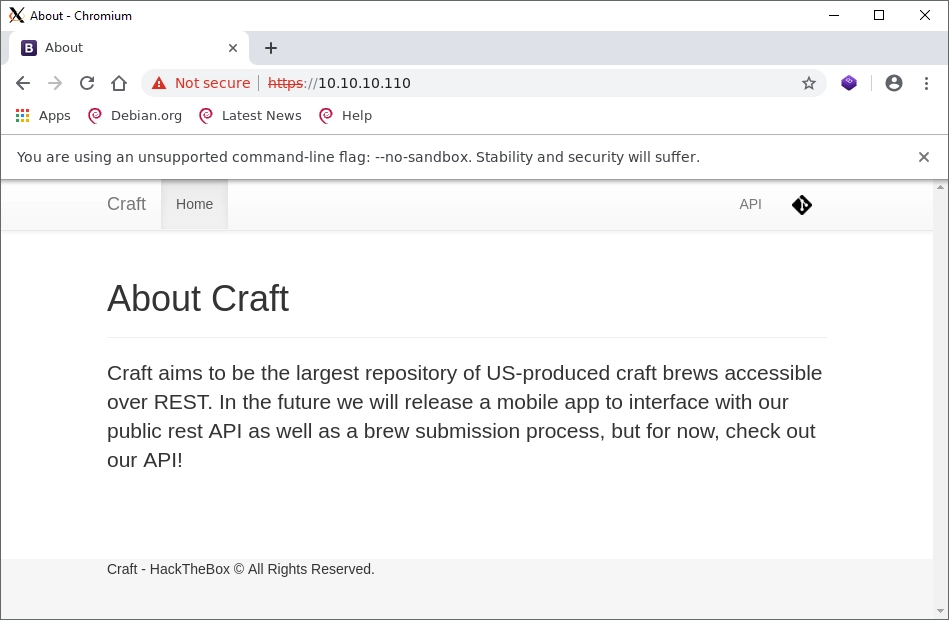 About - Chromium
B About
Not secure https://10.10.10.110
Apps Debian.org Latest News Help
You are using an unsupported command-line flag: --no-sandbox. Stability and security will suffer.
Craft Home API
About Craft
Craft aims to be the largest repository of US-produced craft brews accessible
over REST. In the future we will release a mobile app to interface with our
public rest API as well as a brew submission process, but for now, check out
our API!
Craft - HackTheBox © All Rights Reserved.